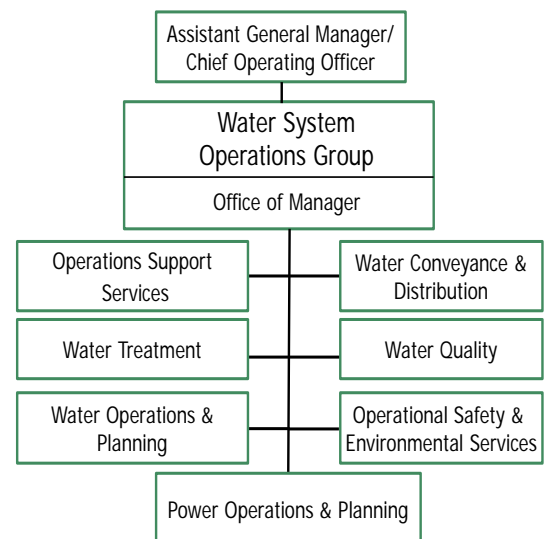 Assistant General Manager/
Chief Operating Officer
Water System
Operations Group
Office of Manager
Operations Support
Services
Water Conveyance &
Distribution
Water Treatment
Water Quality
Water Operations &
Planning
Operational Safety &
Environmental Services
Power Operations & Planning